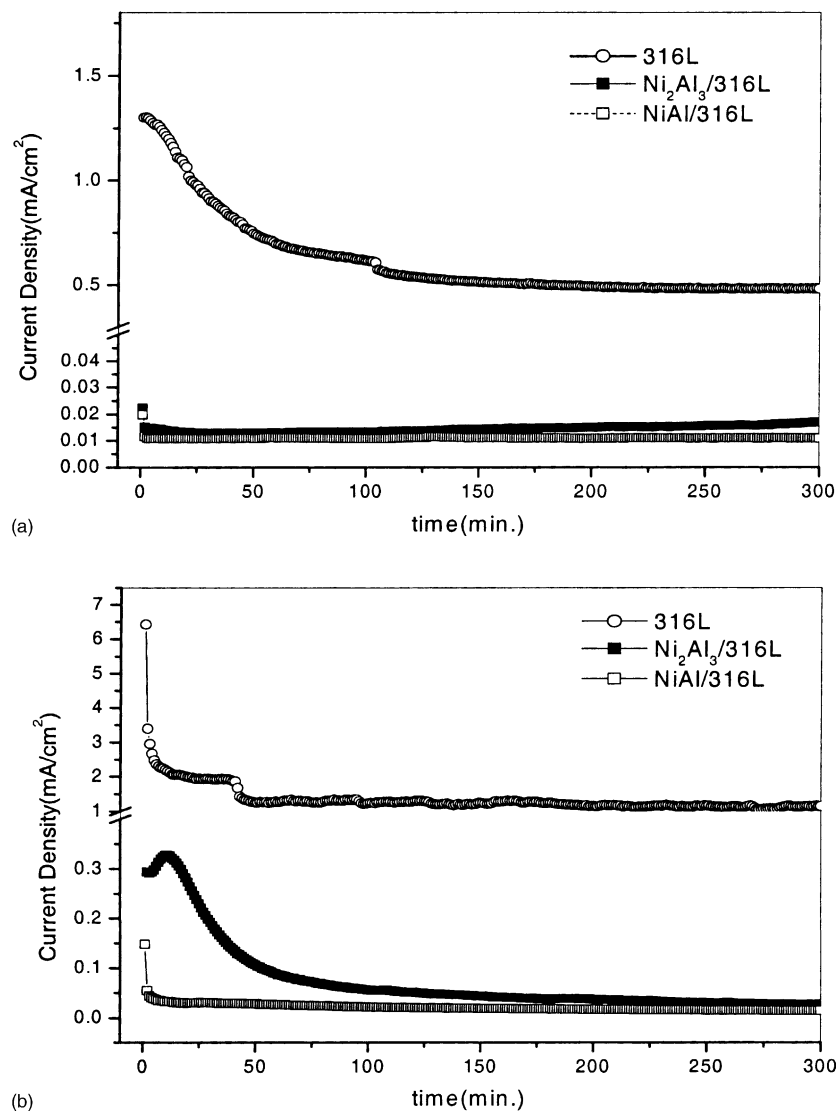 316L
Ni2Al3/316L
NiAl/316L
1.5
1.0
0.5
0.04
0.03
0.02
0.01
0.00
Current Density(mA/cm2)
0 50 100 150 200 250 300
time(min.)
(a)
316L
Ni2Al3/316L
NiAl/316L
7
6
5
4
3
2
1
0.3
0.2
0.1
0.0
Current Density(mA/cm2)
0 50 100 150 200 250 300
time(min.)
(b)